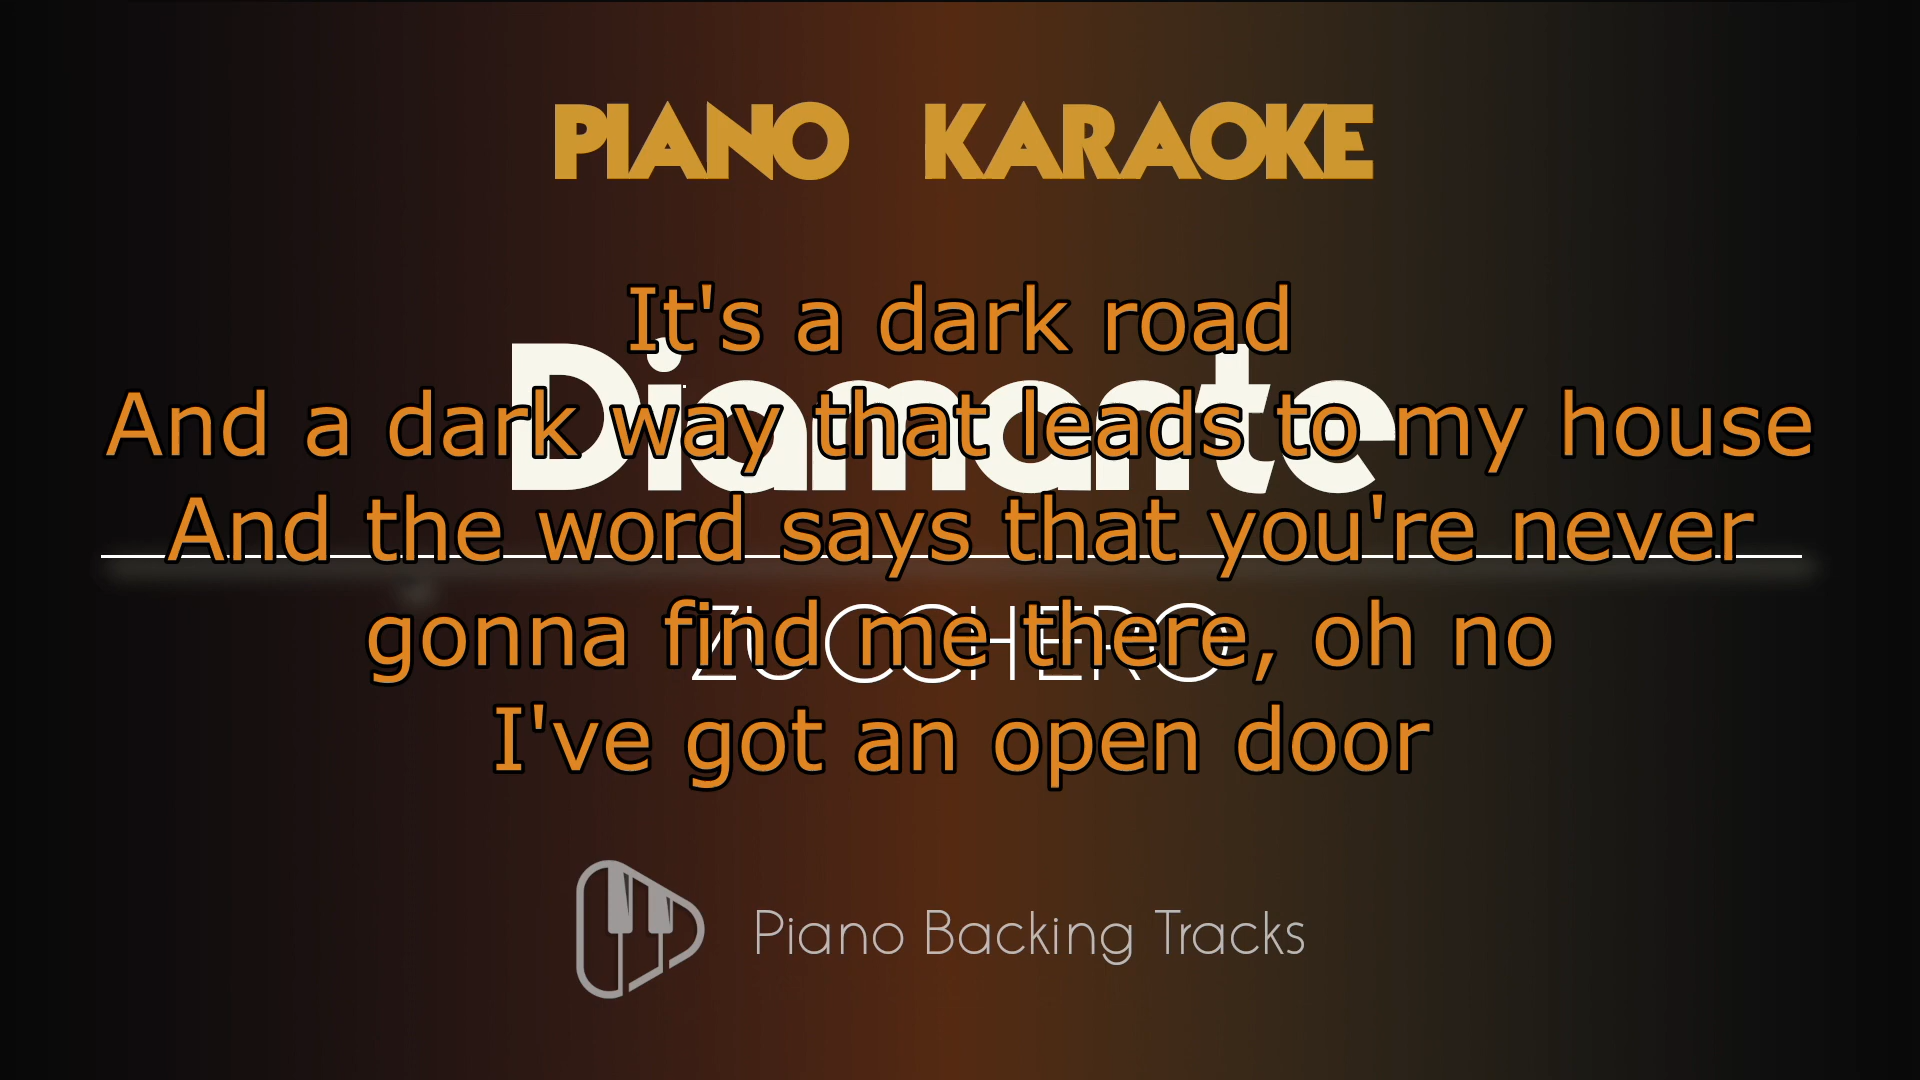 PIANO KARAOKE
It's a dark road
Diamante
And a dark way that leads to my house
And the word says that you're never
gonna find me there, oh no
ZUCCHERO
I've got an open door
Piano Backing Tracks